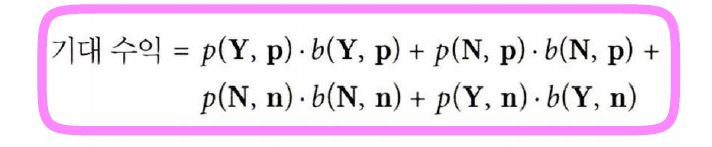 기대 수익 = p(Y, p) · b(Y, p) + p(N, p) · b(N, p) +
p(N, n) · b(N, n) + p(Y, n) · b(Y, n)